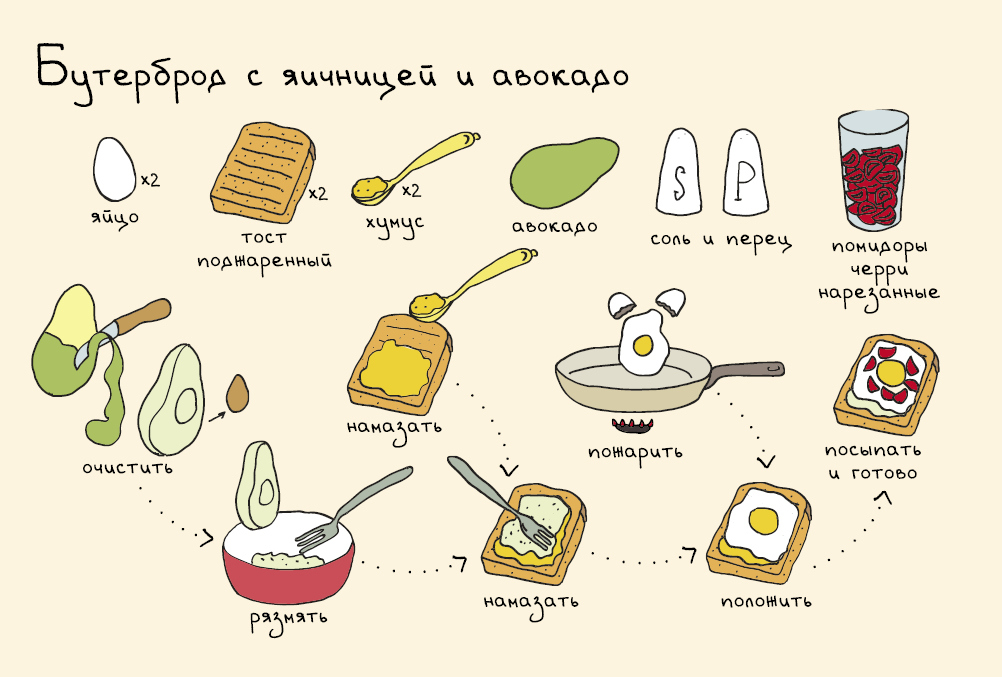 Бутерброд с яичницей и авокадо
x2
яйцо
x2
тост
поджаренный
x2
хумус
авокадо
S P
соль и перец
помидоры
черри
нарезанные
очистить
намазать
пожарить
посыпать
и готово
рязмять
намазать
положить